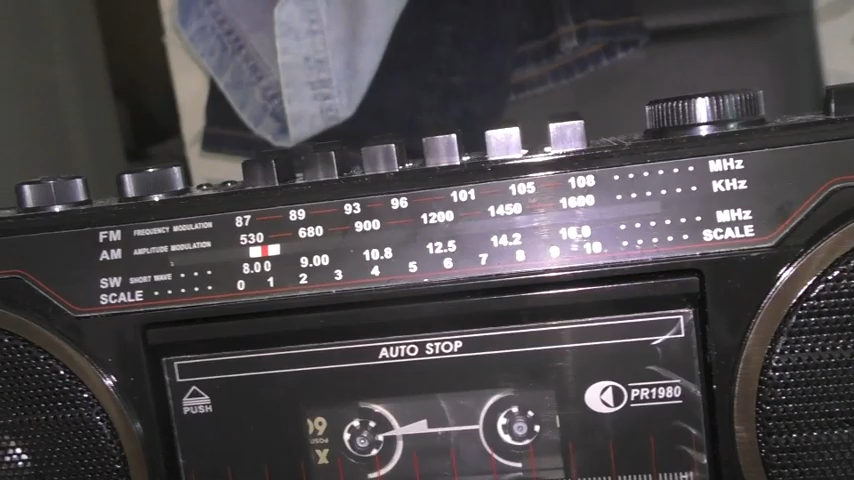 FM FREQUENCY MODULATION 87 89 93 96 101 105 108 MHz
AM AMPLITUDE MODULATION 530 680 900 1200 1450 1600 KHz
SW SHORT WAVE 8.00 9.00 10.8 12.5 14.2 MHz
SCALE 0 1 2 3 4 5 6 7 8 9 10 SCALE
AUTO STOP
PUSH
PR1980
60
X